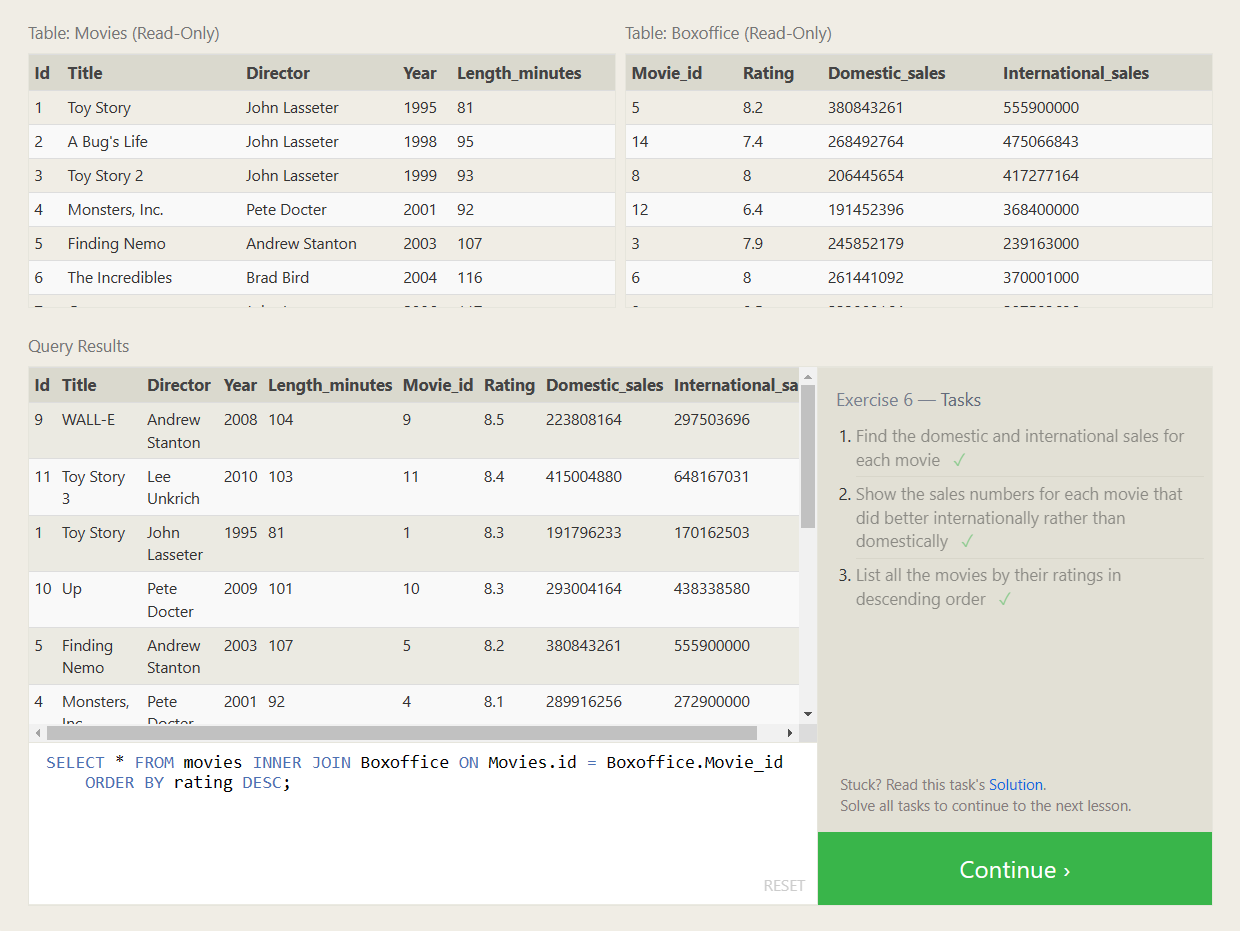 Table: Movies (Read-Only)
Id Title Director Year Length_minutes
1 Toy Story John Lasseter 1995 81
2 A Bug's Life John Lasseter 1998 95
3 Toy Story 2 John Lasseter 1999 93
4 Monsters, Inc. Pete Docter 2001 92
5 Finding Nemo Andrew Stanton 2003 107
6 The Incredibles Brad Bird 2004 116
Table: Boxoffice (Read-Only)
Movie_id Rating Domestic_sales International_sales
5 8.2 380843261 555900000
14 7.4 268492764 475066843
8 8 206445654 417277164
12 6.4 191452396 368400000
3 7.9 245852179 239163000
6 8 261441092 370001000
Query Results
Id Title Director Year Length_minutes Movie_id Rating Domestic_sales International_sa
9 WALL-E Andrew 2008 104 9 8.5 223808164 297503696
Stanton
11 Toy Story Lee 2010 103 11 8.4 415004880 648167031
3 Unkrich
1 Toy Story John 1995 81 1 8.3 191796233 170162503
Lasseter
10 Up Pete 2009 101 10 8.3 293004164 438338580
Docter
5 Finding Andrew 2003 107 5 8.2 380843261 555900000
Nemo Stanton
4 Monsters, Pete 2001 92 4 8.1 289916256 272900000
Inc. Docter
SELECT * FROM movies INNER JOIN Boxoffice ON Movies.id = Boxoffice.Movie_id
ORDER BY rating DESC;
RESET
Exercise 6 — Tasks
1. Find the domestic and international sales for
each movie ✓
2. Show the sales numbers for each movie that
did better internationally rather than
domestically ✓
3. List all the movies by their ratings in
descending order ✓
Stuck? Read this task's Solution.
Solve all tasks to continue to the next lesson.
Continue ›